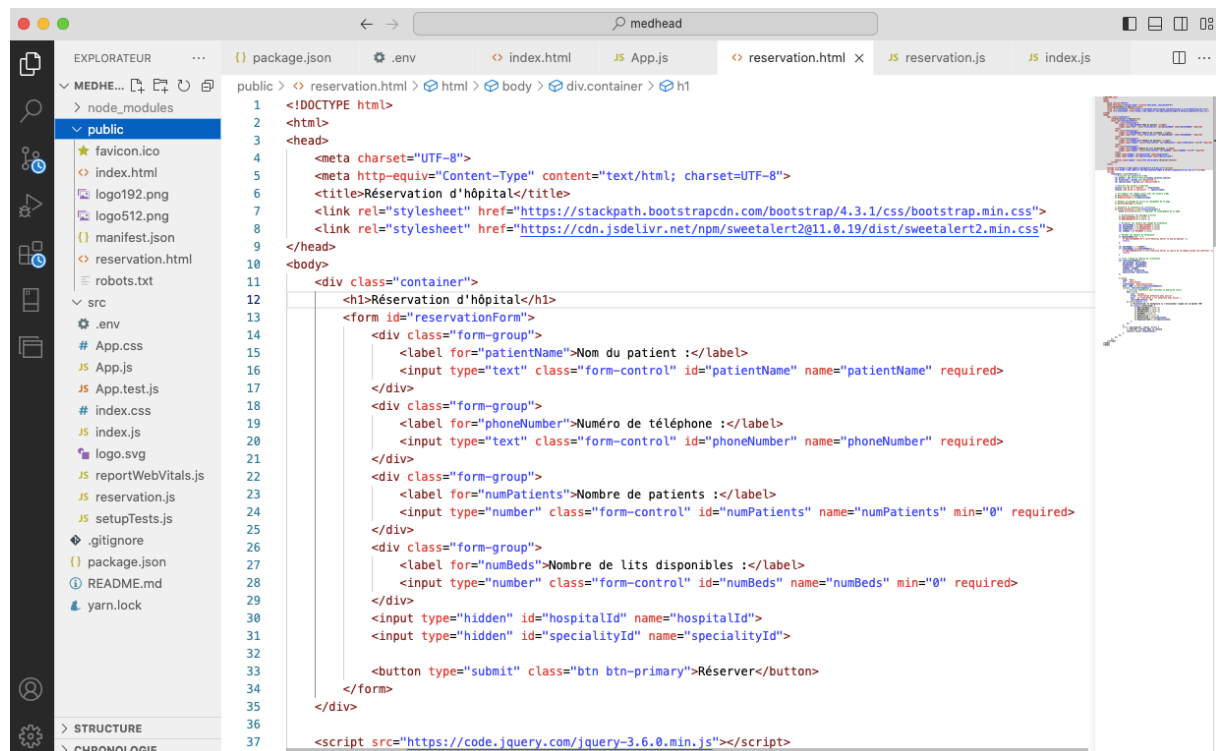 medhead
EXPLORATEUR ...
{} package.json
.env
<> index.html
JS App.js
<> reservation.html ×
JS reservation.js
JS index.js
MEDHE...
public > <> reservation.html > html > body > div.container > h1
> node_modules
public
favicon.ico
<> index.html
logo192.png
logo512.png
{} manifest.json
<> reservation.html
robots.txt
src
.env
# App.css
JS App.js
JS App.test.js
# index.css
JS index.js
logo.svg
JS reportWebVitals.js
JS reservation.js
JS setupTests.js
.gitignore
{} package.json
README.md
yarn.lock
> STRUCTURE
> CHRONOLOGIE
1 <!DOCTYPE html>
2 <html>
3 <head>
4 <meta charset="UTF-8">
5 <meta http-equiv="Content-Type" content="text/html; charset=UTF-8">
6 <title>Réservation d'hôpital</title>
7 <link rel="stylesheet" href="https://stackpath.bootstrapcdn.com/bootstrap/4.3.1/css/bootstrap.min.css">
8 <link rel="stylesheet" href="https://cdn.jsdelivr.net/npm/sweetalert2@11.0.19/dist/sweetalert2.min.css">
9 </head>
10 <body>
11 <div class="container">
12 <h1>Réservation d'hôpital</h1>
13 <form id="reservationForm">
14 <div class="form-group">
15 <label for="patientName">Nom du patient :</label>
16 <input type="text" class="form-control" id="patientName" name="patientName" required>
17 </div>
18 <div class="form-group">
19 <label for="phoneNumber">Numéro de téléphone :</label>
20 <input type="text" class="form-control" id="phoneNumber" name="phoneNumber" required>
21 </div>
22 <div class="form-group">
23 <label for="numPatients">Nombre de patients :</label>
24 <input type="number" class="form-control" id="numPatients" name="numPatients" min="0" required>
25 </div>
26 <div class="form-group">
27 <label for="numBeds">Nombre de lits disponibles :</label>
28 <input type="number" class="form-control" id="numBeds" name="numBeds" min="0" required>
29 </div>
30 <input type="hidden" id="hospitalId" name="hospitalId">
31 <input type="hidden" id="specialityId" name="specialityId">
32
33 <button type="submit" class="btn btn-primary">Réserver</button>
34 </form>
35 </div>
36
37 <script src="https://code.jquery.com/jquery-3.6.0.min.js"></script>